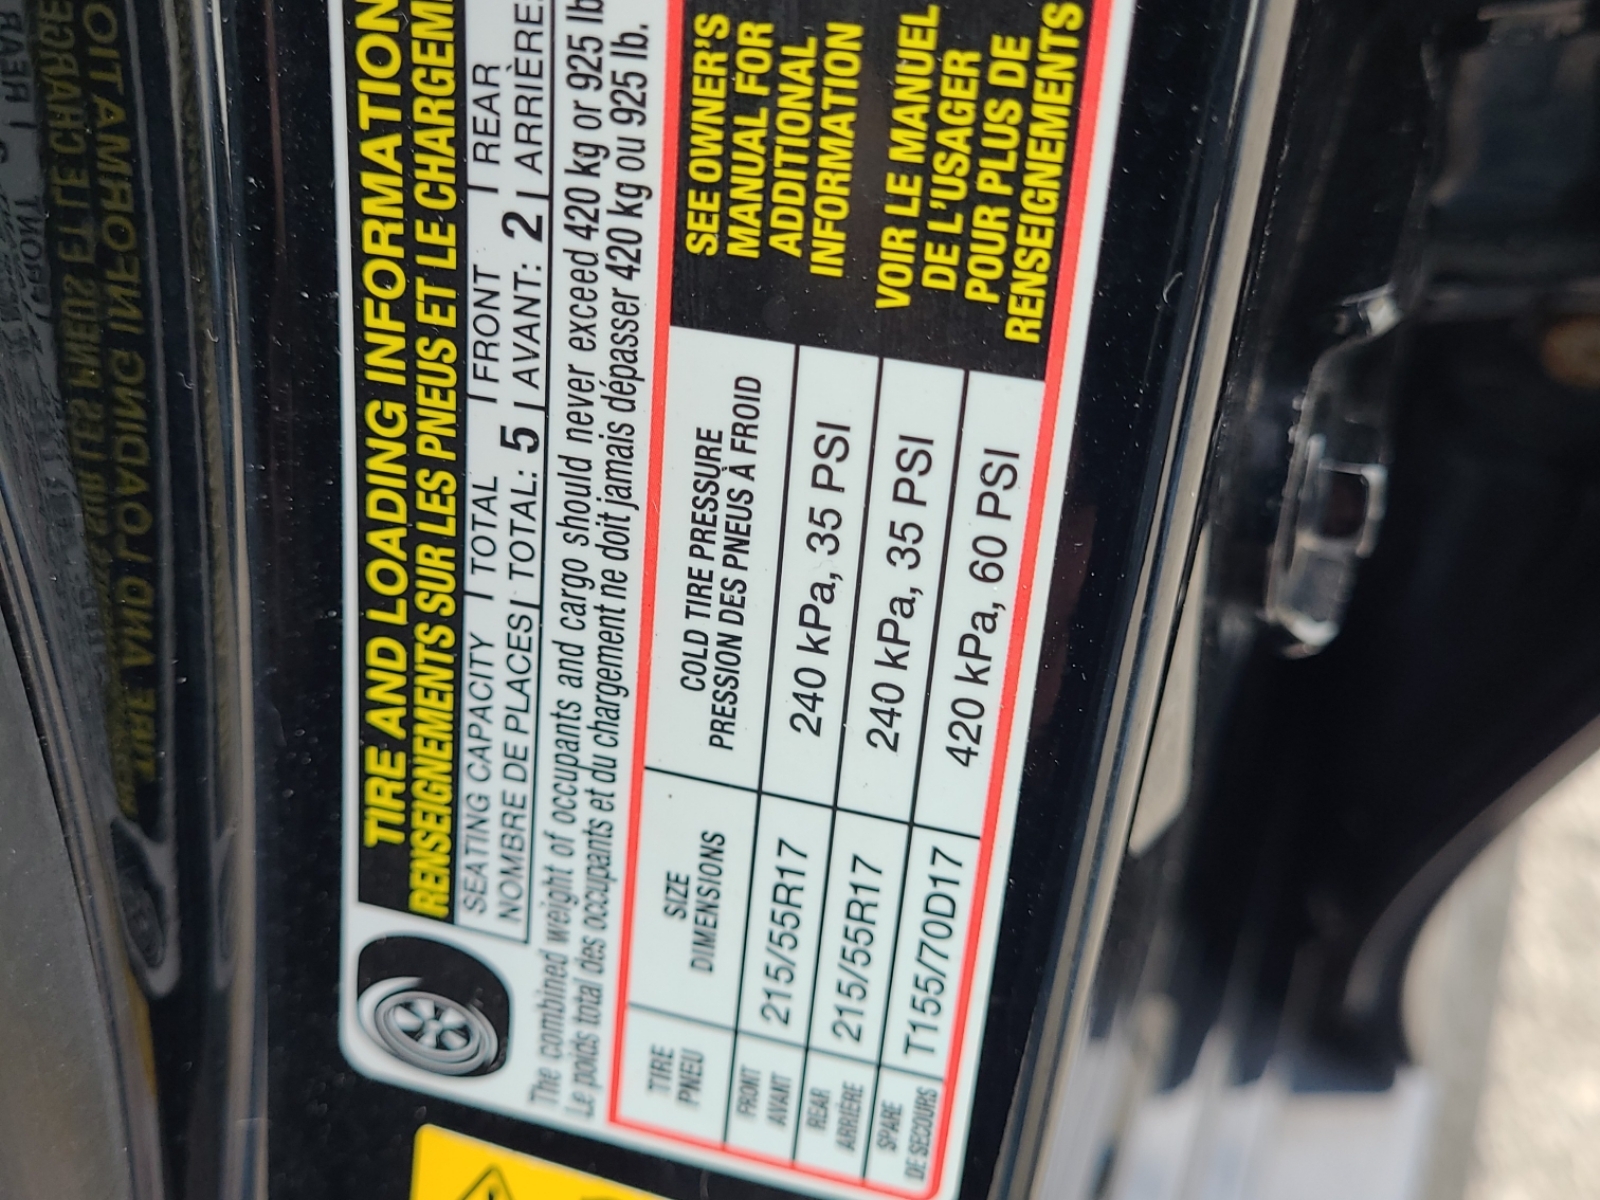 TIRE AND LOADING INFORMATION
RENSEIGNEMENTS SUR LES PNEUS ET LE CHARGEM
SEATING CAPACITY | TOTAL | FRONT | REAR
NOMBRE DE PLACES | TOTAL: 5 | AVANT: 2 | ARRIÈRE
The combined weight of occupants and cargo should never exceed 420 kg or 925 lb
Le poids total des occupants et du chargement ne doit jamais dépasser 420 kg ou 925 lb.
TIRE SIZE COLD TIRE PRESSURE
PNEU DIMENSIONS PRESSION DES PNEUS À FROID
FRONT
AVANT 215/55R17 240 kPa, 35 PSI
REAR
ARRIÈRE 215/55R17 240 kPa, 35 PSI
SPARE
DE SECOURS T155/70D17 420 kPa, 60 PSI
SEE OWNER'S
MANUAL FOR
ADDITIONAL
INFORMATION
VOIR LE MANUEL
DE L'USAGER
POUR PLUS DE
RENSEIGNEMENTS